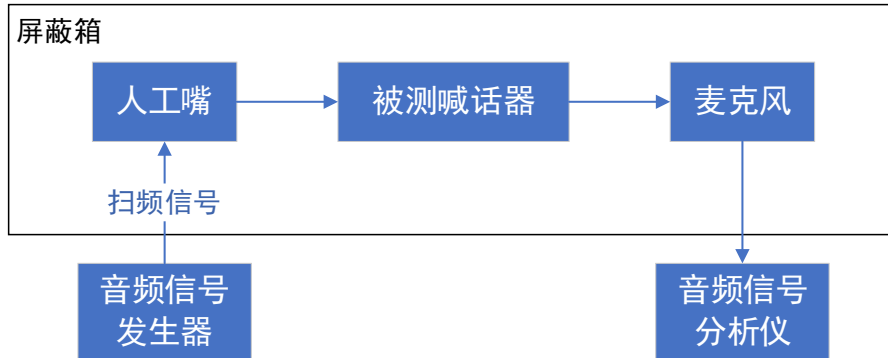 屏蔽箱
人工嘴
被测喊话器
麦克风
扫频信号
音频信号
发生器
音频信号
分析仪